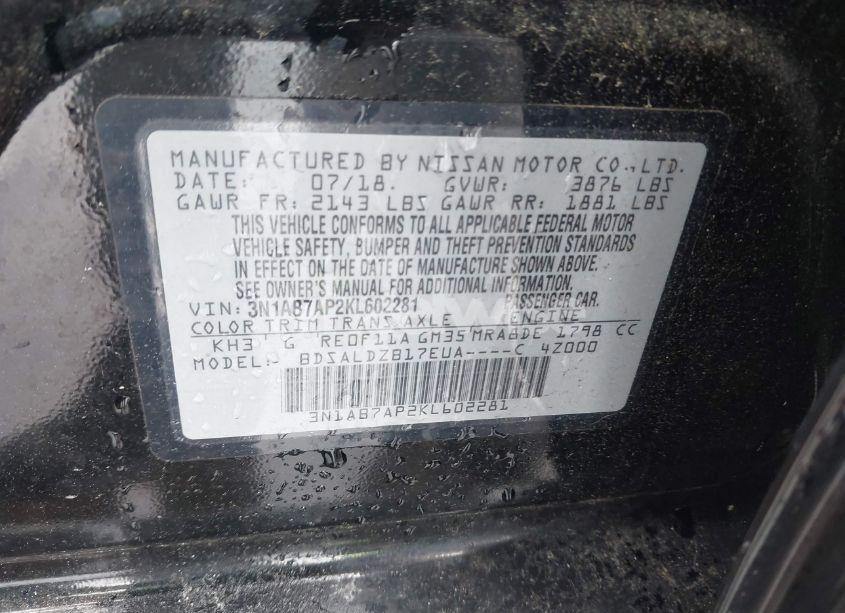 MANUFACTURED BY NISSAN MOTOR CO.,LTD.
DATE: 07/18. GVWR: 3876 LBS
GAWR FR: 2143 LBS GAWR RR: 1881 LBS
THIS VEHICLE CONFORMS TO ALL APPLICABLE FEDERAL MOTOR
VEHICLE SAFETY, BUMPER AND THEFT PREVENTION STANDARDS
IN EFFECT ON THE DATE OF MANUFACTURE SHOWN ABOVE.
SEE OWNER'S MANUAL FOR ADDITIONAL INFORMATION.
VIN: 3N1AB7AP2KL602281 PASSENGER CAR.
COLOR TRIM TRANS AXLE ENGINE
KH3 G RE0F11A GM35 MRA8DE 1798 CC
MODEL: BDSALDZB17EUA----C 4Z000
3N1AB7AP2KL602281